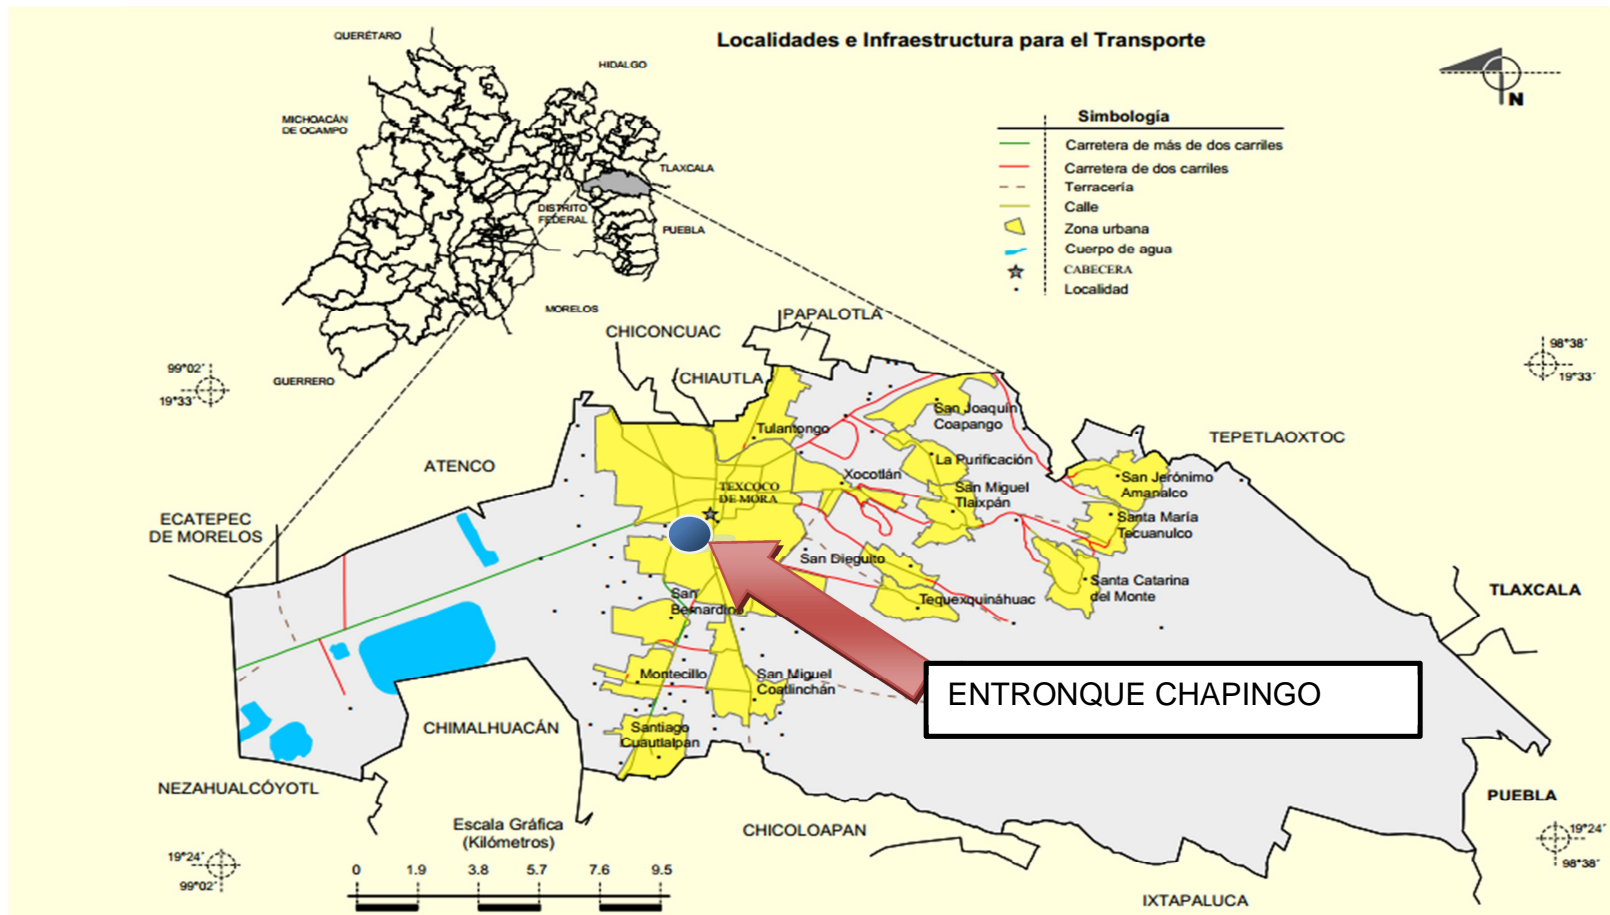 Localidades e Infraestructura para el Transporte
QUERÉTARO
HIDALGO
MICHOACÁN
DE OCAMPO
TLAXCALA
DISTRITO
FEDERAL
PUEBLA
MORELOS
GUERRERO
N
Simbología
Carretera de más de dos carriles
Carretera de dos carriles
Terracería
Calle
Zona urbana
Cuerpo de agua
CABECERA
Localidad
99°02´
19°33´
98°38´
19°33´
PAPALOTLA
CHICONCUAC
CHIAUTLA
TEPETLAOXTOC
ATENCO
ECATEPEC
DE MORELOS
San Joaquín
Coapango
Tulantongo
La Purificación
Xocotlán
San Jerónimo
Amanalco
TEXCOCO
DE MORA
San Miguel
Tlaixpán
Santa María
Tecuanulco
San Dieguito
Santa Catarina
del Monte
San
Bernardino
Tequexquináhuac
TLAXCALA
Montecillo
San Miguel
Coatlinchán
ENTRONQUE CHAPINGO
CHIMALHUACÁN
Santiago
Cuautlalpan
NEZAHUALCÓYOTL
PUEBLA
CHICOLOAPAN
IXTAPALUCA
Escala Gráfica
(Kilómetros)
0 1.9 3.8 5.7 7.6 9.5
19°24´
99°02´
19°24´
98°38´